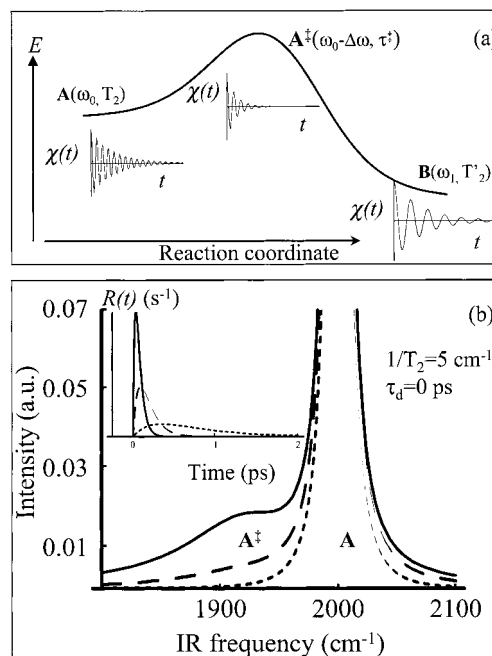 E
A‡(ω₀-Δω, τ‡)
(a)
A(ω₀, T₂)
χ(t)
t
χ(t)
t
B(ω₁, T'₂)
χ(t)
t
Reaction coordinate
R(t) (s⁻¹)
(b)
0.07
1/T₂=5 cm⁻¹
τd=0 ps
0.05
0 1 2
Time (ps)
0.03
Intensity (a.u.)
0.01
A‡
A
1900 2000 2100
IR frequency (cm⁻¹)